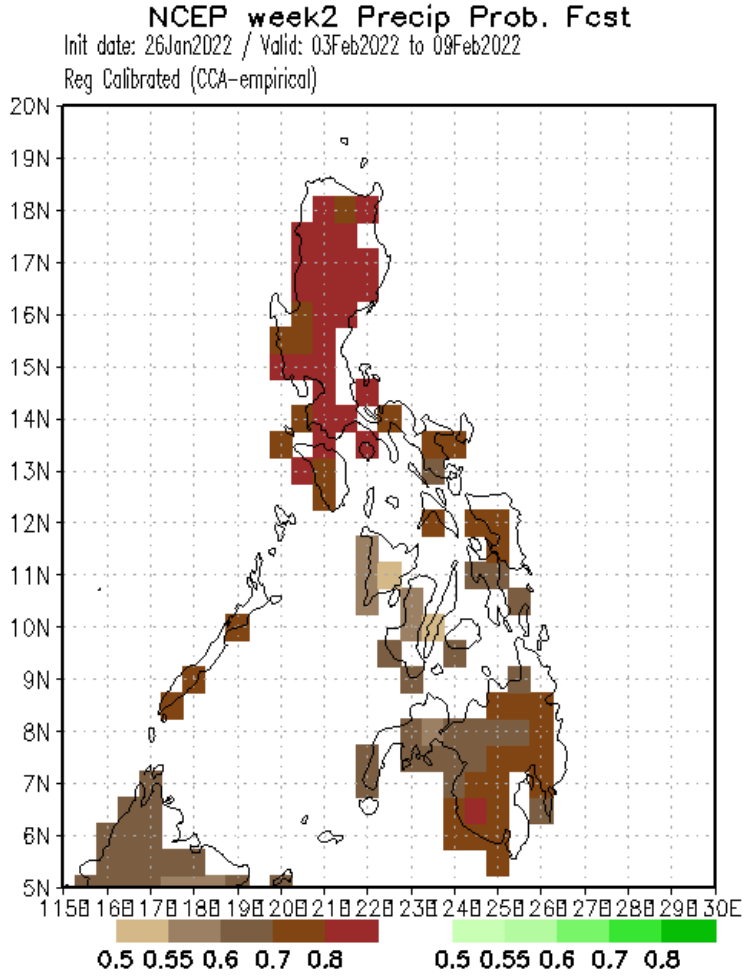 NCEP week2 Precip Prob. Fcst
Init date: 26Jan2022 / Valid: 03Feb2022 to 09Feb2022
Reg Calibrated (CCA-empirical)
20N
19N
18N
17N
16N
15N
14N
13N
12N
11N
10N
9N
8N
7N
6N
5N
115E 116E 117E 118E 119E 120E 121E 122E 123E 124E 125E 126E 127E 128E 129E 130E
0.5 0.55 0.6 0.7 0.8 0.5 0.55 0.6 0.7 0.8